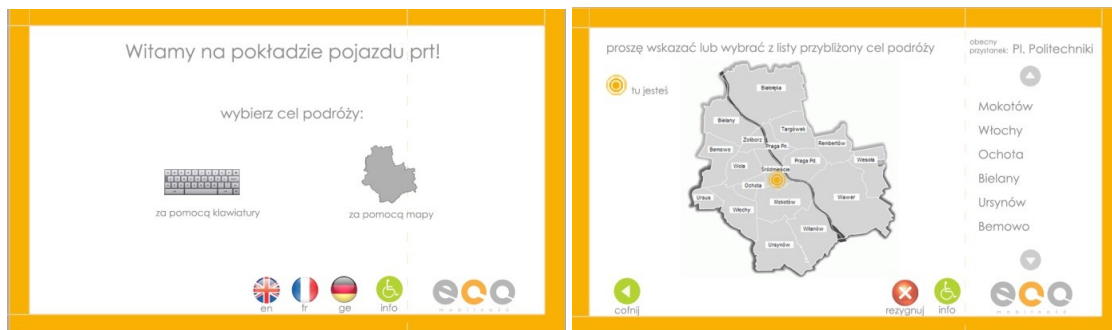 Witamy na pokładzie pojazdu prt!
wybierz cel podróży:
za pomocą klawiatury
za pomocą mapy
en
fr
ge
info
eco
mobilność
proszę wskazać lub wybrać z listy przybliżony cel podróży
tu jesteś
Białołęka
Bielany
Targówek
Żoliborz
Rembertów
Bemowo
Praga Pn.
Wola
Praga Pd.
Wesoła
Śródmieście
Ochota
Ursus
Włochy
Mokotów
Wawer
Wilanów
Ursynów
obecny
przystanek: Pl. Politechniki
Mokotów
Włochy
Ochota
Bielany
Ursynów
Bemowo
cofnij
rezygnuj
info
eco